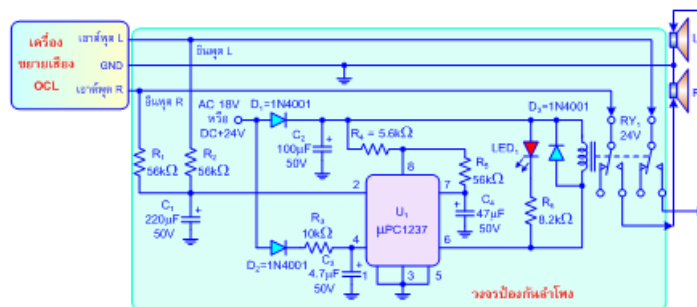 เครื่อง
ขยายเสียง
OCL
เอาต์พุต L
GND
เอาต์พุต R
อินพุต L
อินพุต R
AC 18V
หรือ
DC+24V
D₁=1N4001
D₃=1N4001
RY₁
24V
L
R
R₁
56kΩ
R₂
56kΩ
C₂
100µF
50V
R₄ = 5.6kΩ
LED₁
R₅
56kΩ
8
2
7
U₁
µPC1237
C₁
220µF
50V
R₃
10kΩ
4
6
C₄
47µF
50V
R₆
8.2kΩ
D₂=1N4001
C₃
4.7µF
50V
1
3
5
วงจรป้องกันลำโพง